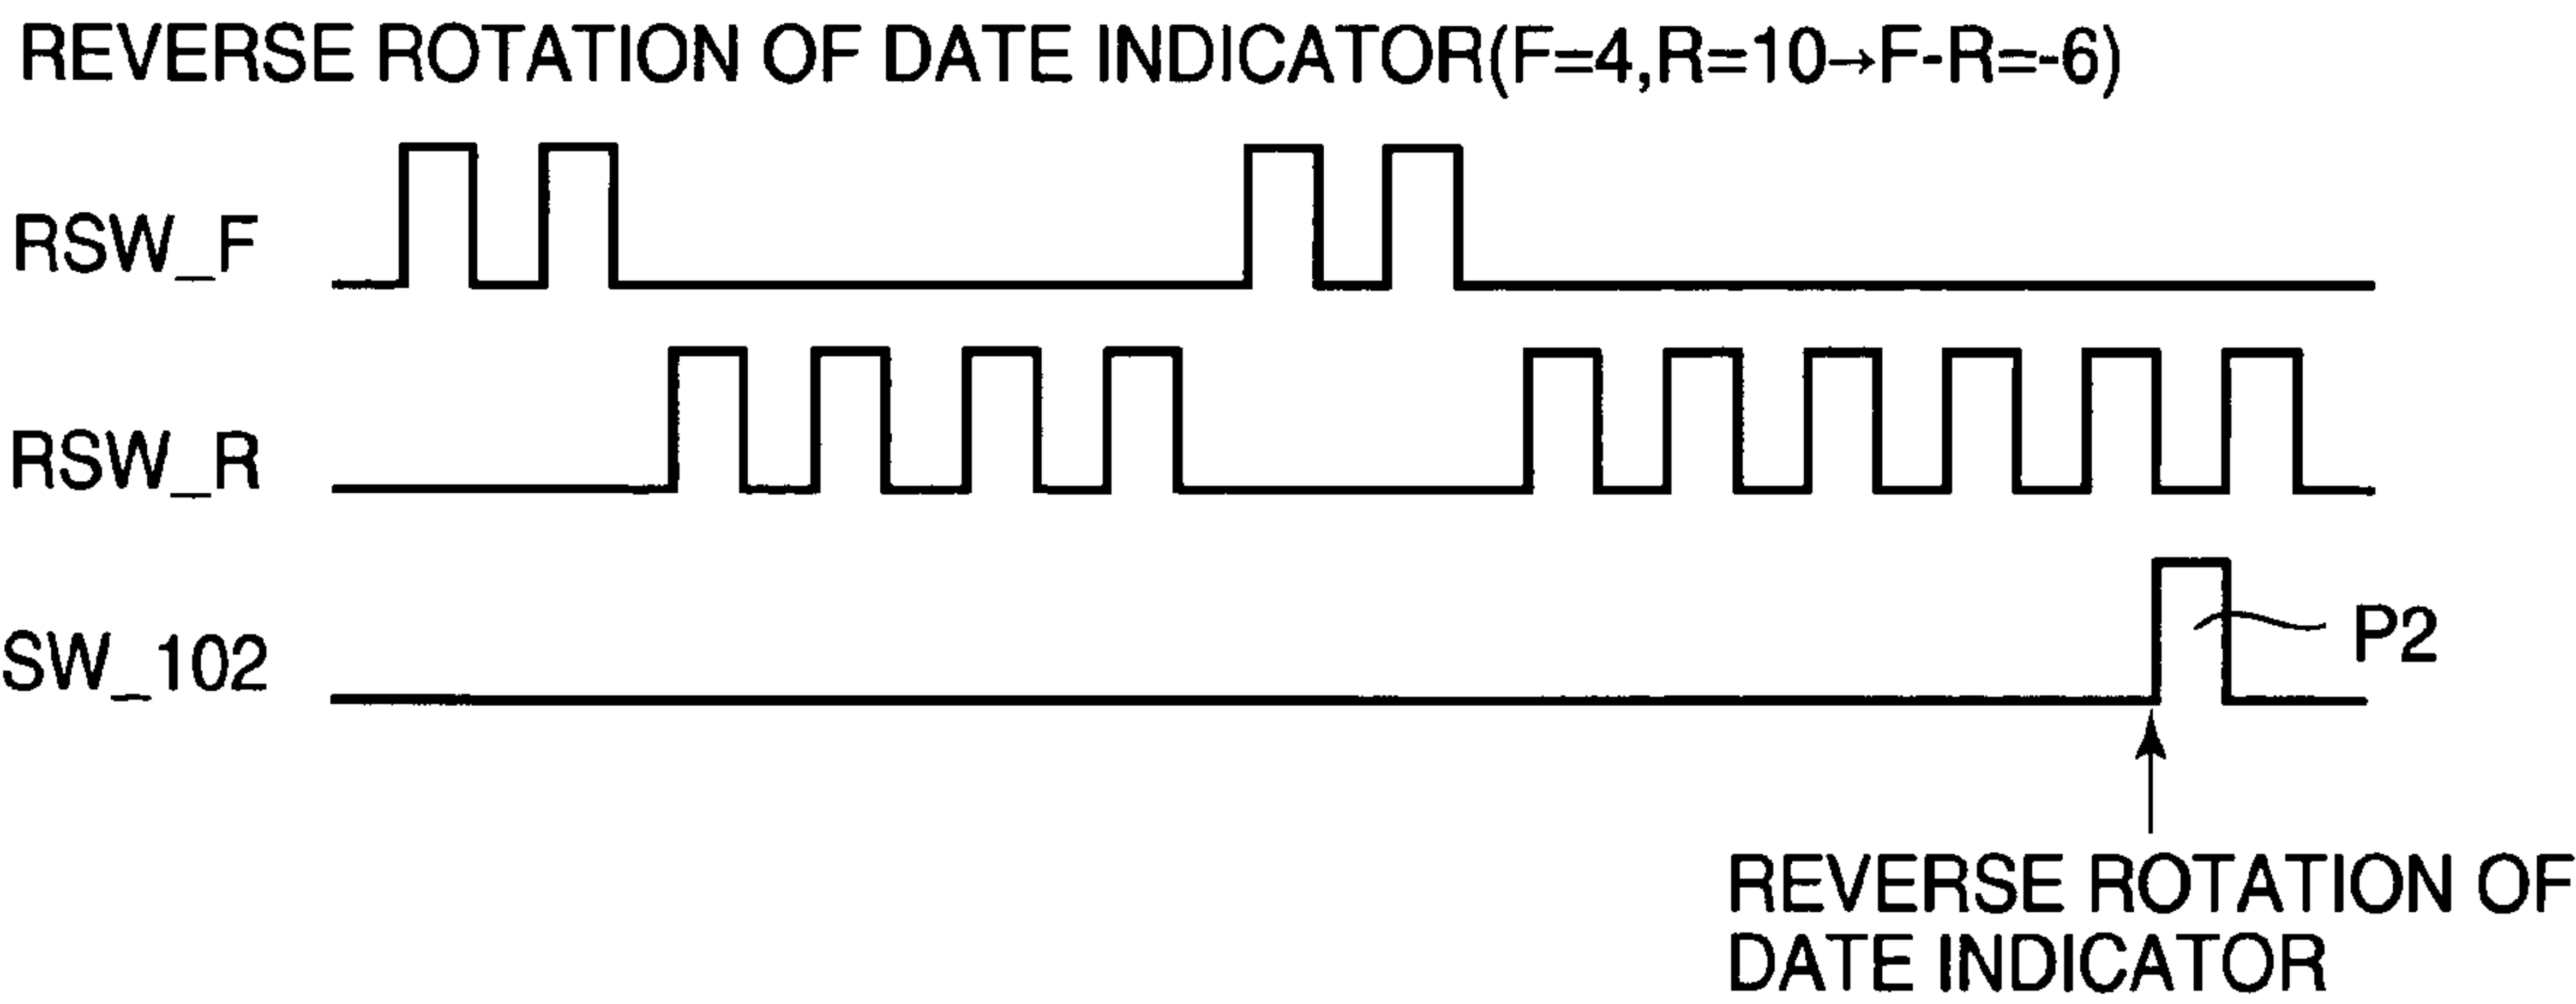 REVERSE ROTATION OF DATE INDICATOR(F=4,R=10→F-R=-6)
RSW_F
RSW_R
SW_102
P2
REVERSE ROTATION OF
DATE INDICATOR